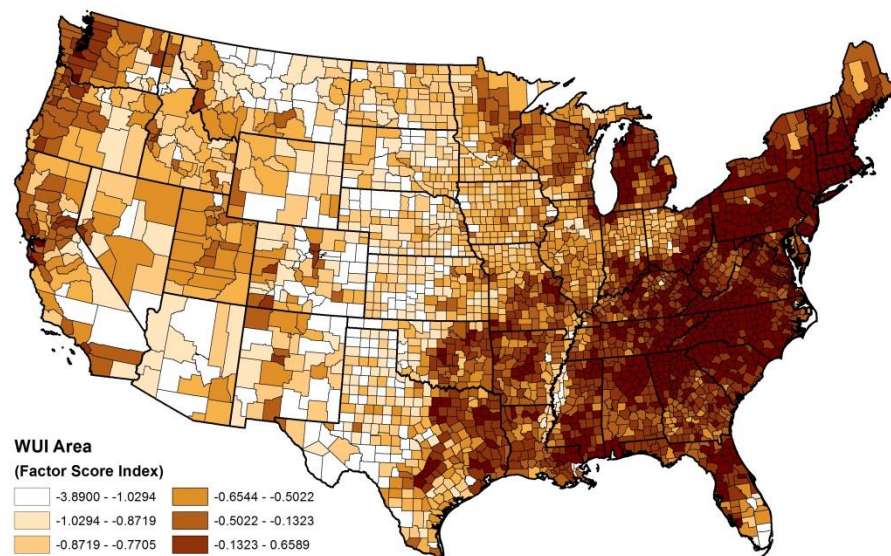 WUI Area
(Factor Score Index)
-3.8900 - -1.0294
-1.0294 - -0.8719
-0.8719 - -0.7705
-0.6544 - -0.5022
-0.5022 - -0.1323
-0.1323 - 0.6589